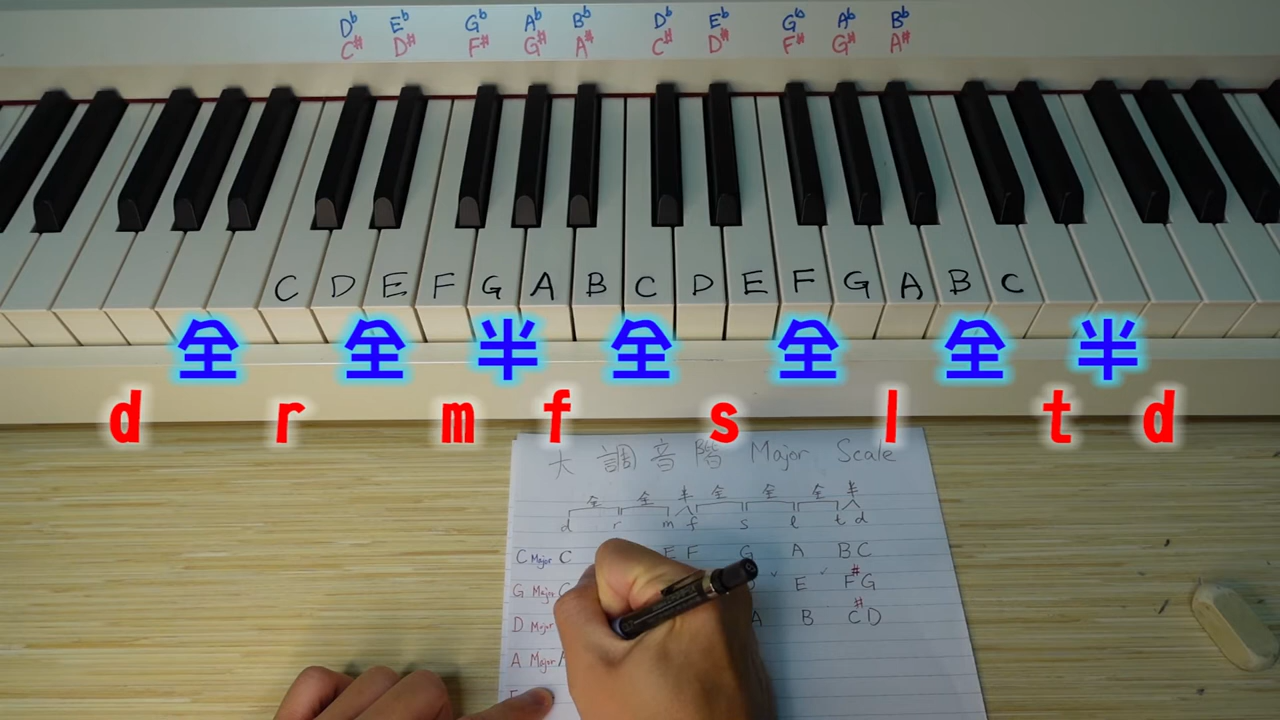 D♭ E♭ G♭ A♭ B♭ D♭ E♭ G♭ A♭ B♭
C# D# F# G# A# C# D# F# G# A#
C D E F G A B C D E F G A B C
全 全 半 全 全 全 半
d r m f s l t d
大調音階 Major Scale
全 全 半 全 全 全 半
d r m f s l t d
C Major C E F G A B C
G Major G E F# G
D Major A B C# D
A Major A